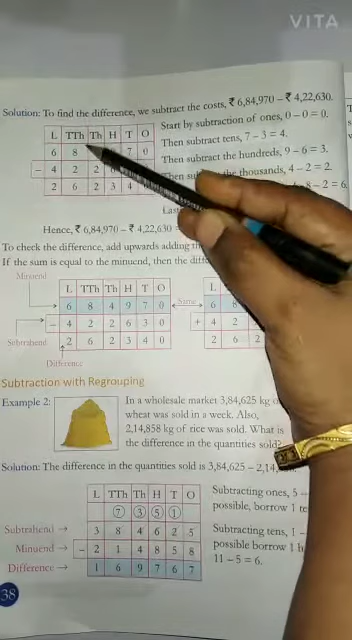 VITA
Solution: To find the difference, we subtract the costs, ₹ 6,84,970 – ₹ 4,22,630.
L TTh Th H T O
6 8 7 0
– 4 2 2 6
2 6 2 3 4
Start by subtraction of ones, 0 – 0 = 0.
Then subtract tens, 7 – 3 = 4.
Then subtract the hundreds, 9 – 6 = 3.
Then su thousands, 4 – 2 = 2.
8 – 2 = 6.
Last
Hence, ₹ 6,84,970 – ₹ 4,22,630 =
To check the difference, add upwards adding th
If the sum is equal to the minuend, then the diffe
Minuend
L TTh Th H T O
6 8 4 9 7 0
– 4 2 2 6 3 0
2 6 2 3 4 0
Subtrahend
Difference
Same
L
6 8
+ 4 2
2 6 2
Subtraction with Regrouping
Example 2: In a wholesale market 3,84,625 kg o
wheat was sold in a week. Also,
2,14,858 kg of rice was sold. What is
the difference in the quantities sold?
Solution: The difference in the quantities sold is 3,84,625 – 2,14,
L TTh Th H T O
7 3 5 1
Subtrahend → 3 8 4 6 2 5
Minuend → – 2 1 4 8 5 8
Difference → 1 6 9 7 6 7
Subtracting ones, 5 –
possible, borrow 1 te
Subtracting tens, 1 –
possible borrow 1 h
11 – 5 = 6.
38